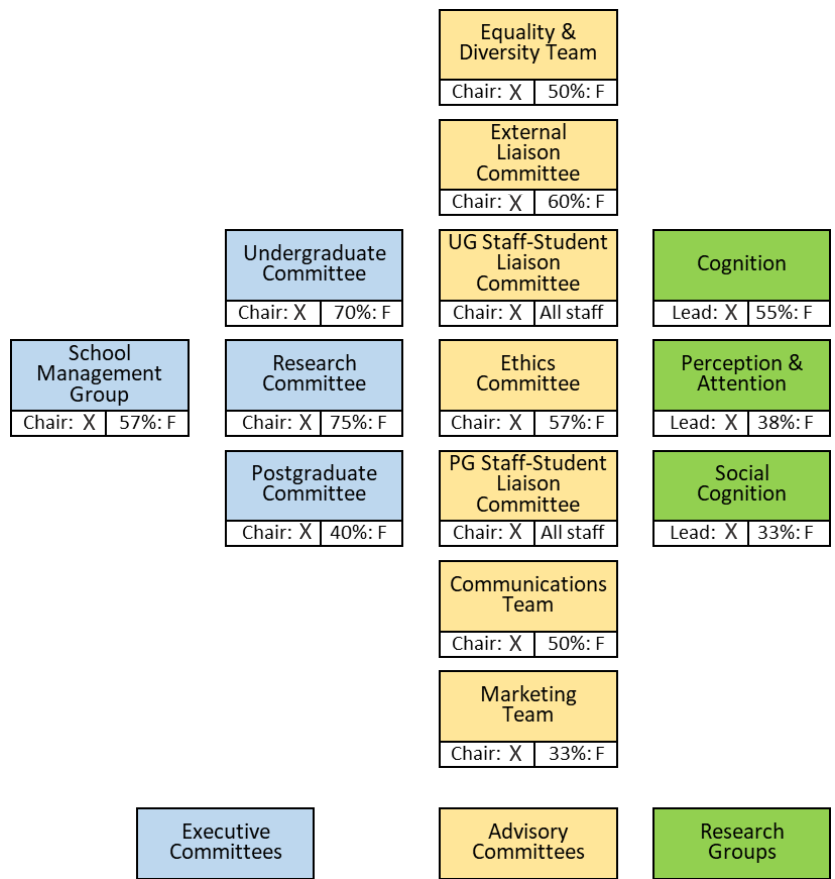 Equality &
Diversity Team
Chair: X 50%: F
External
Liaison
Committee
Chair: X 60%: F
Undergraduate
Committee
Chair: X 70%: F
UG Staff-Student
Liaison
Committee
Chair: X All staff
Cognition
Lead: X 55%: F
School
Management
Group
Chair: X 57%: F
Research
Committee
Chair: X 75%: F
Ethics
Committee
Chair: X 57%: F
Perception &
Attention
Lead: X 38%: F
Postgraduate
Committee
Chair: X 40%: F
PG Staff-Student
Liaison
Committee
Chair: X All staff
Social
Cognition
Lead: X 33%: F
Communications
Team
Chair: X 50%: F
Marketing
Team
Chair: X 33%: F
Executive
Committees
Advisory
Committees
Research
Groups